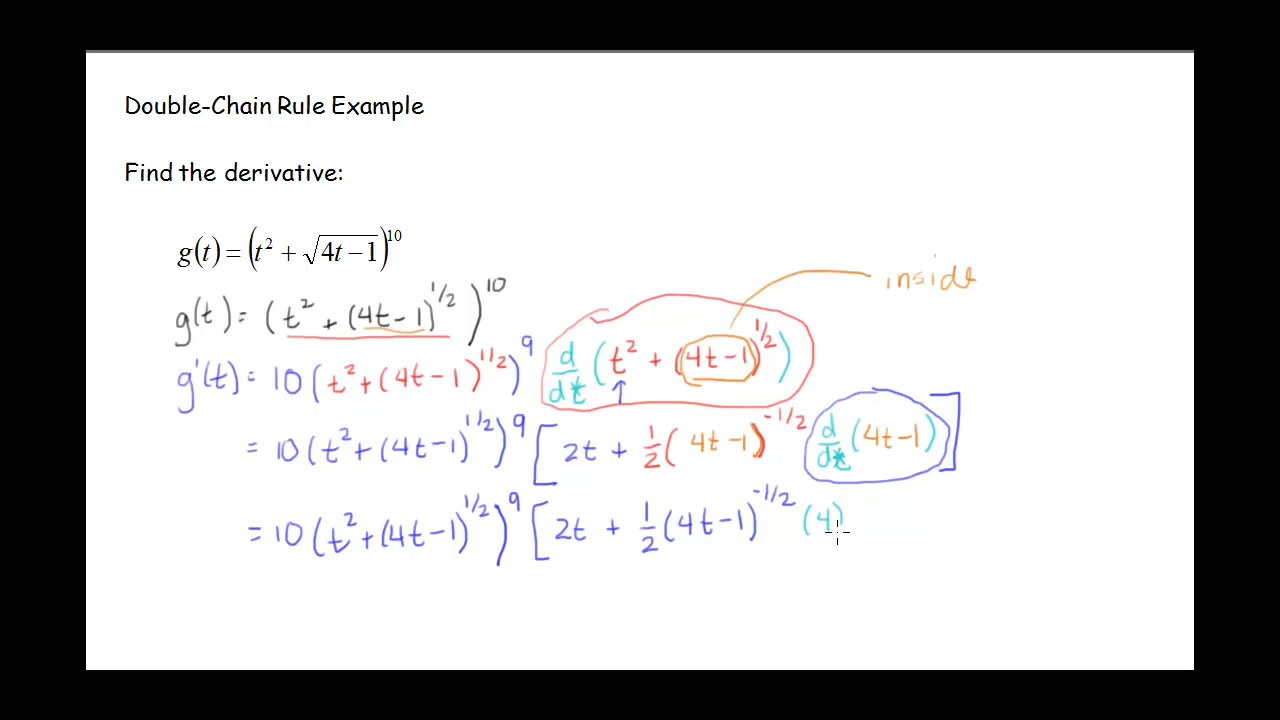 Double-Chain Rule Example
Find the derivative:
g(t) = (t² + √(4t − 1))¹⁰
g(t) = (t² + (4t − 1)^{1/2})^{10}
inside
g'(t) = 10(t² + (4t − 1)^{1/2})^9 d/dt (t² + (4t − 1)^{1/2})
= 10(t² + (4t − 1)^{1/2})^9 [2t + 1/2 (4t − 1)^{-1/2} d/dt (4t − 1)]
= 10(t² + (4t − 1)^{1/2})^9 [2t + 1/2 (4t − 1)^{-1/2} (4)